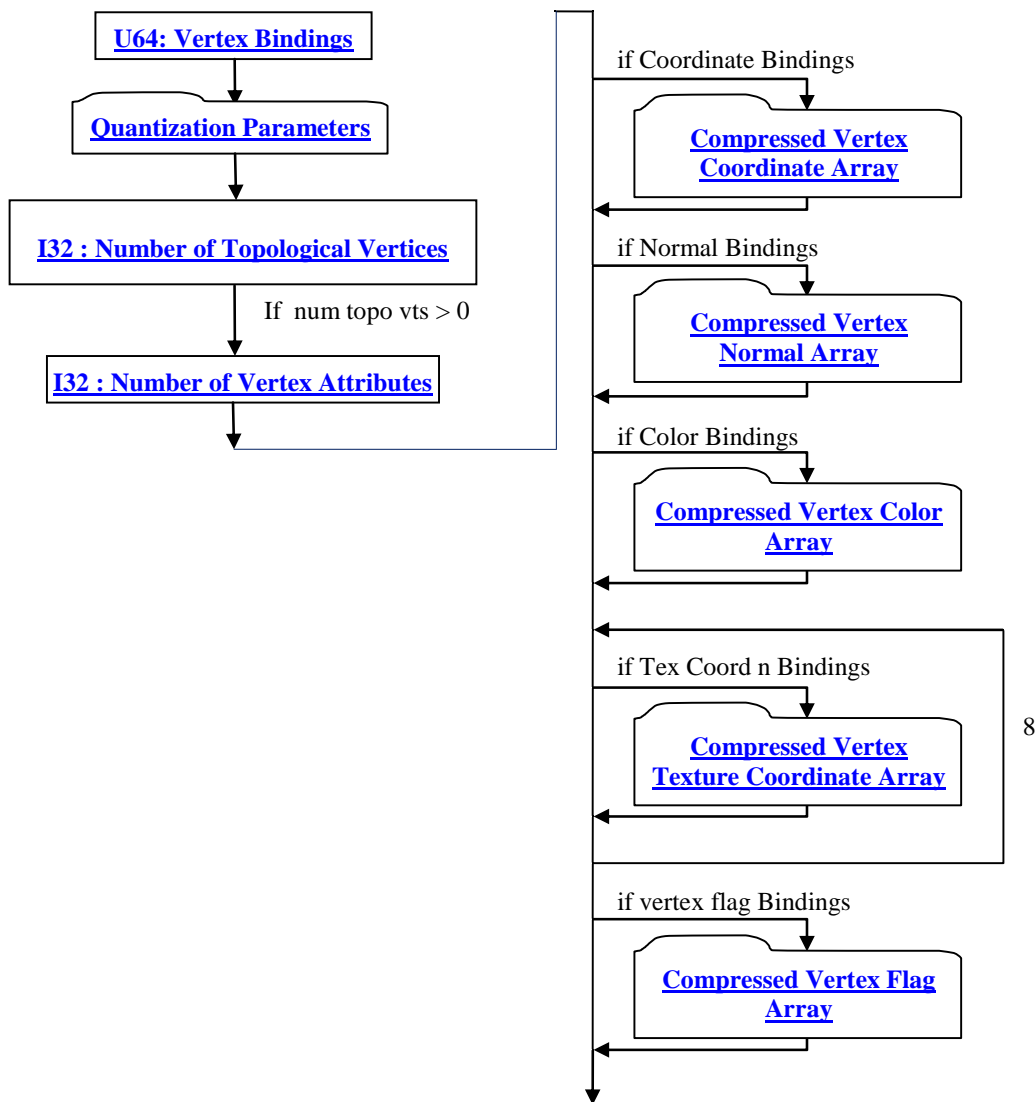 U64: Vertex Bindings
Quantization Parameters
I32 : Number of Topological Vertices
If num topo vts > 0
I32 : Number of Vertex Attributes
if Coordinate Bindings
Compressed Vertex
Coordinate Array
if Normal Bindings
Compressed Vertex
Normal Array
if Color Bindings
Compressed Vertex Color
Array
if Tex Coord n Bindings
8
Compressed Vertex
Texture Coordinate Array
if vertex flag Bindings
Compressed Vertex Flag
Array